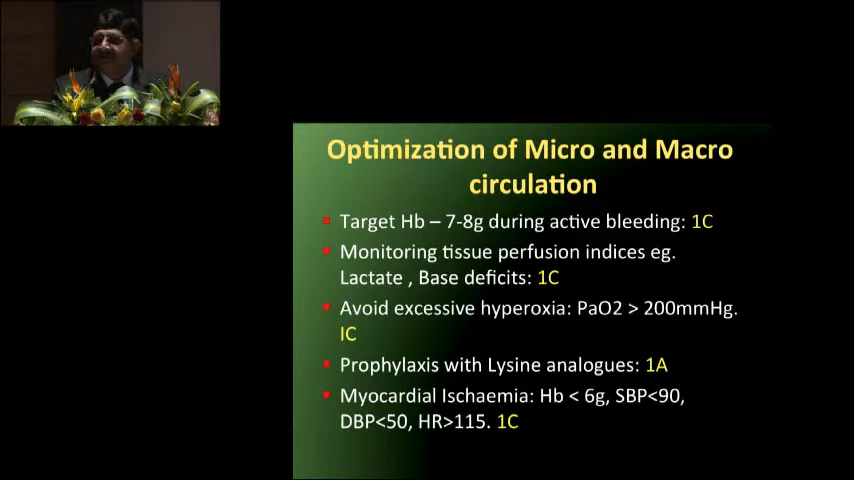 Optimization of Micro and Macro
circulation
Target Hb – 7-8g during active bleeding: 1C
Monitoring tissue perfusion indices eg.
Lactate , Base deficits: 1C
Avoid excessive hyperoxia: PaO2 > 200mmHg.
IC
Prophylaxis with Lysine analogues: 1A
Myocardial Ischaemia: Hb < 6g, SBP<90,
DBP<50, HR>115. 1C